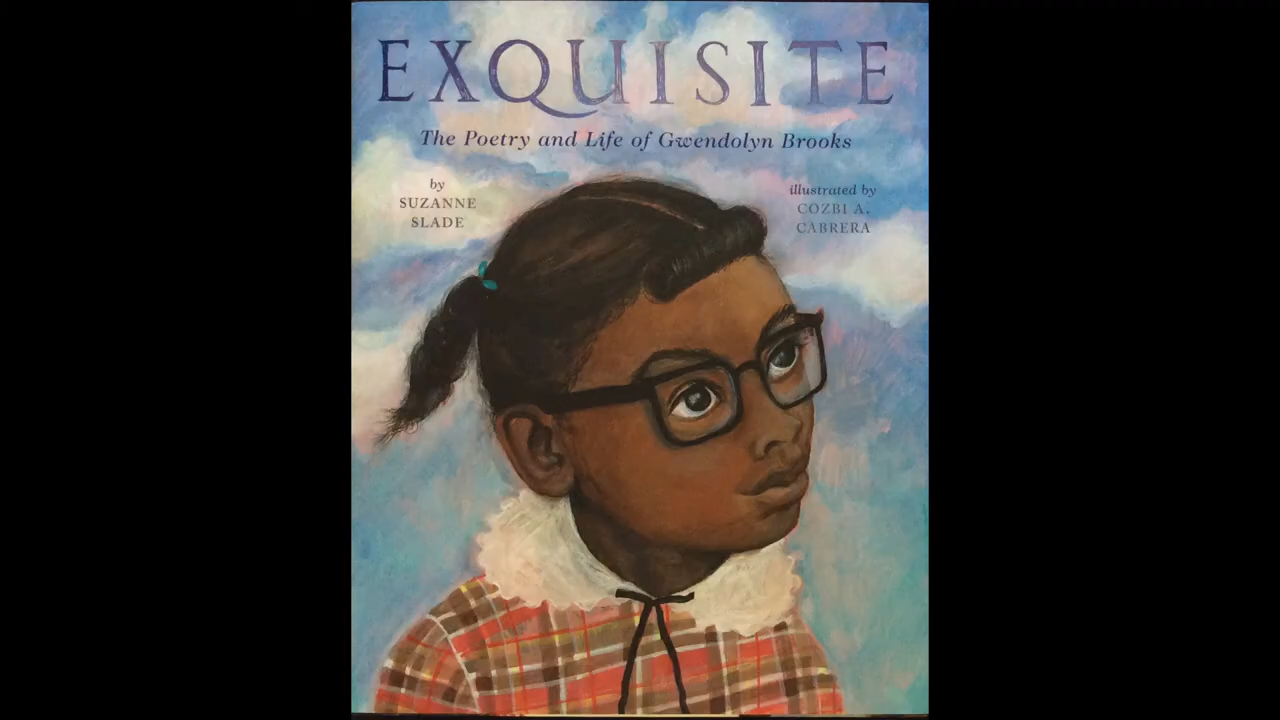 EXQUISITE
The Poetry and Life of Gwendolyn Brooks
by
SUZANNE
SLADE
illustrated by
COZBI A.
CABRERA